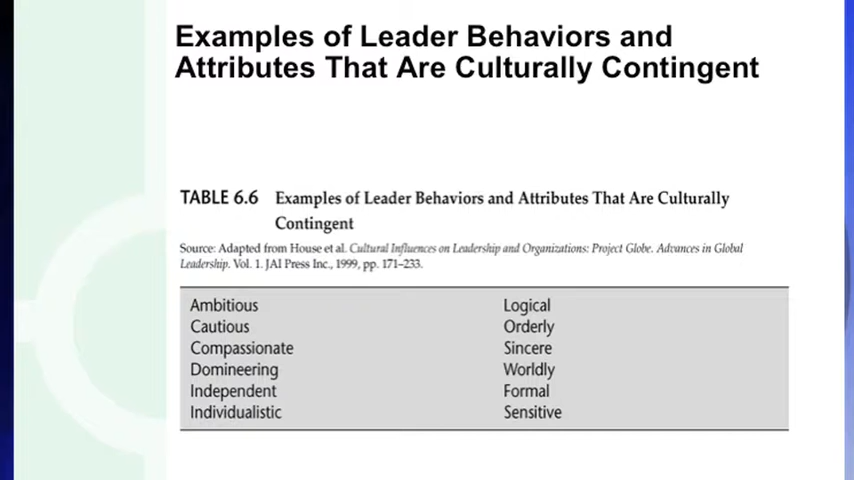 Examples of Leader Behaviors and
Attributes That Are Culturally Contingent
TABLE 6.6 Examples of Leader Behaviors and Attributes That Are Culturally
Contingent
Source: Adapted from House et al. Cultural Influences on Leadership and Organizations: Project Globe. Advances in Global
Leadership. Vol. 1. JAI Press Inc., 1999, pp. 171–233.
Ambitious
Cautious
Compassionate
Domineering
Independent
Individualistic
Logical
Orderly
Sincere
Worldly
Formal
Sensitive